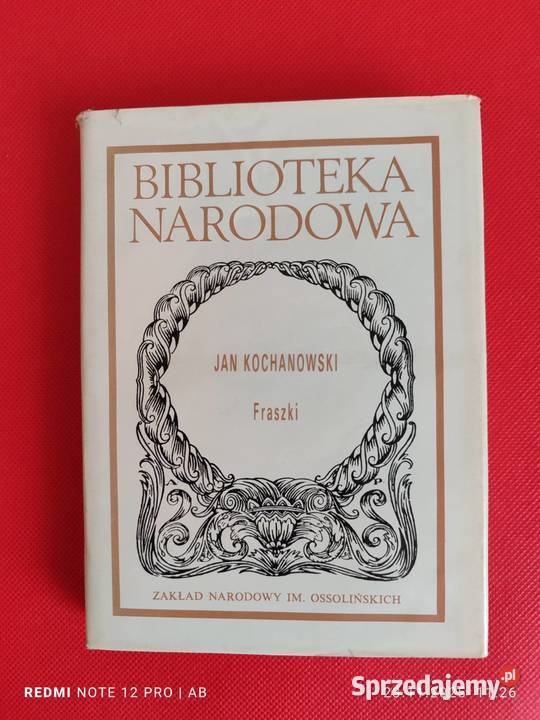 BIBLIOTEKA
NARODOWA
JAN KOCHANOWSKI
Fraszki
ZAKŁAD NARODOWY IM. OSSOLIŃSKICH
REDMI NOTE 12 PRO | AB
Sprzedajemy.pl